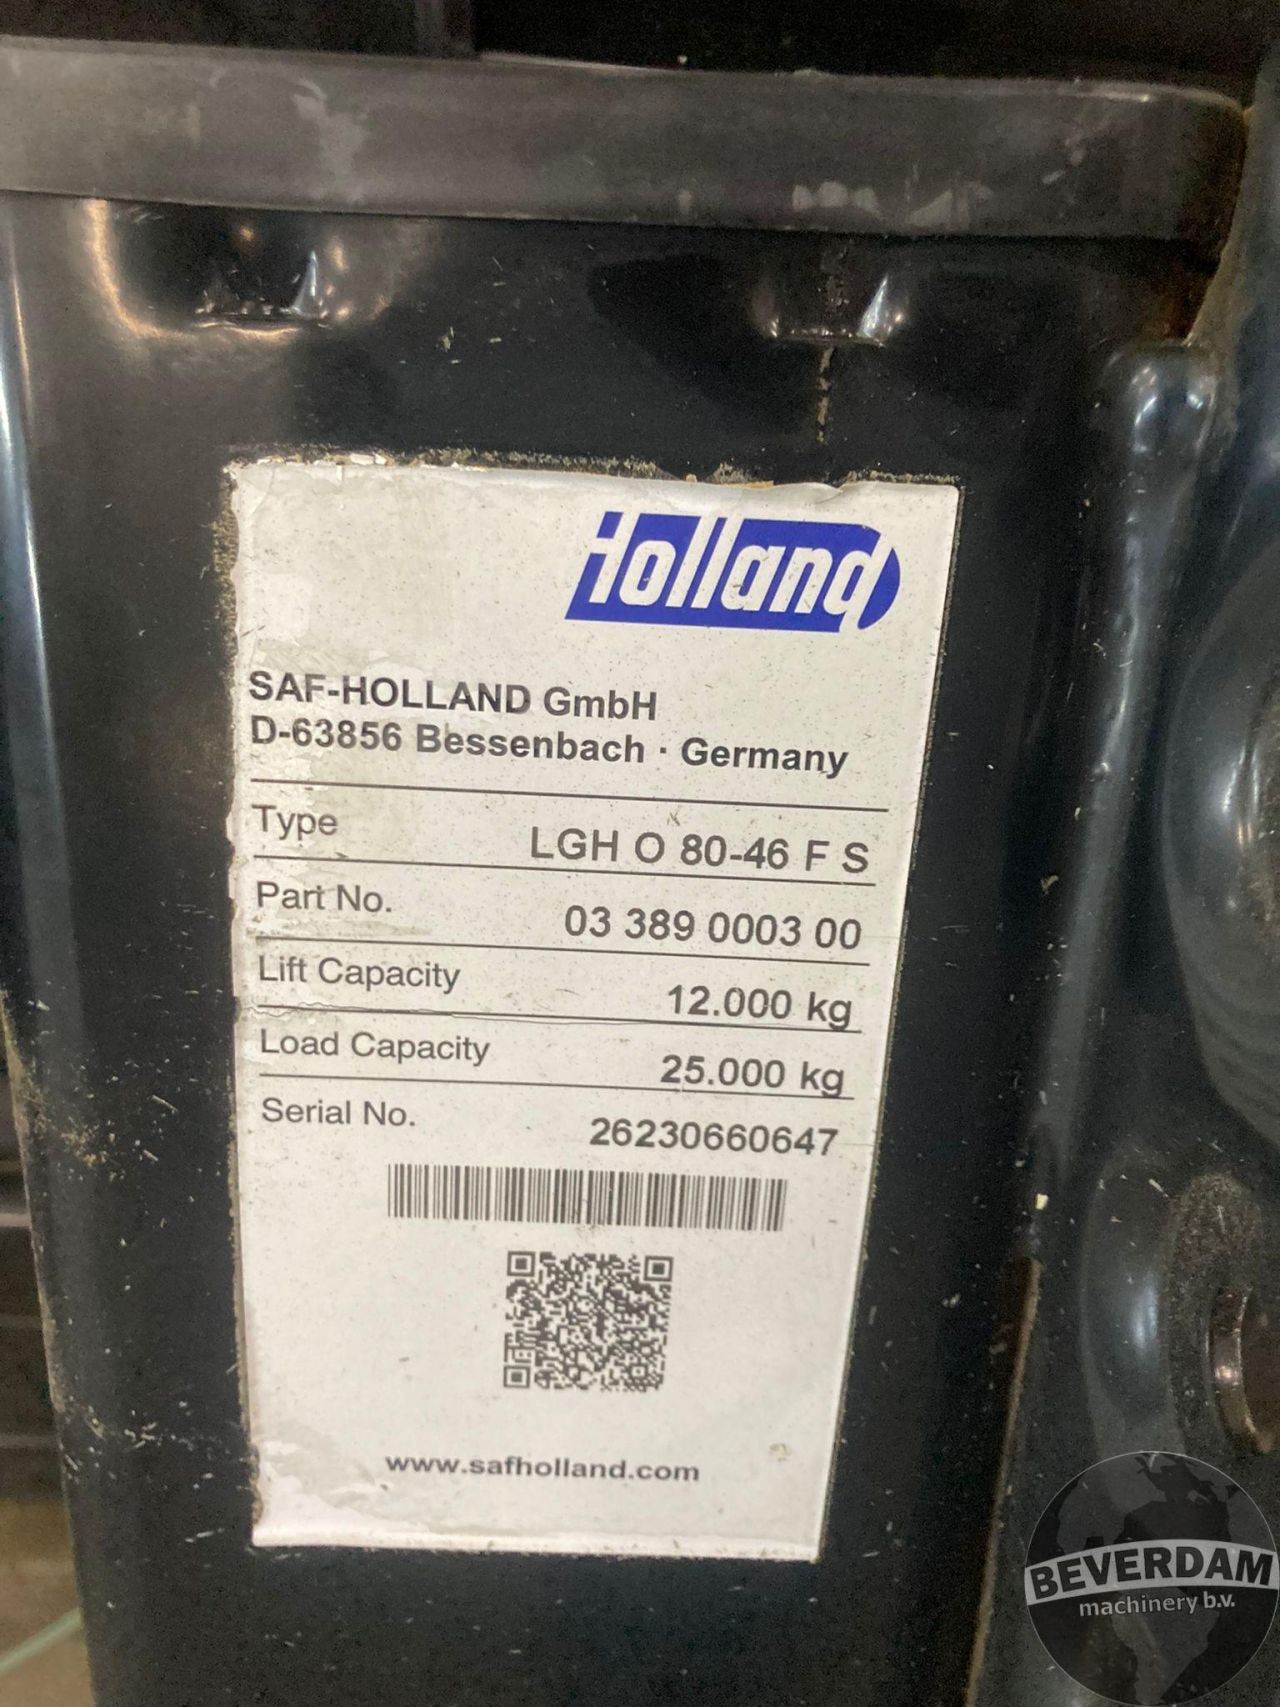 Holland
SAF-HOLLAND GmbH
D-63856 Bessenbach · Germany
Type LGH O 80-46 F S
Part No. 03 389 0003 00
Lift Capacity 12.000 kg
Load Capacity 25.000 kg
Serial No. 26230660647
www.safholland.com
BEVERDAM
machinery b.v.